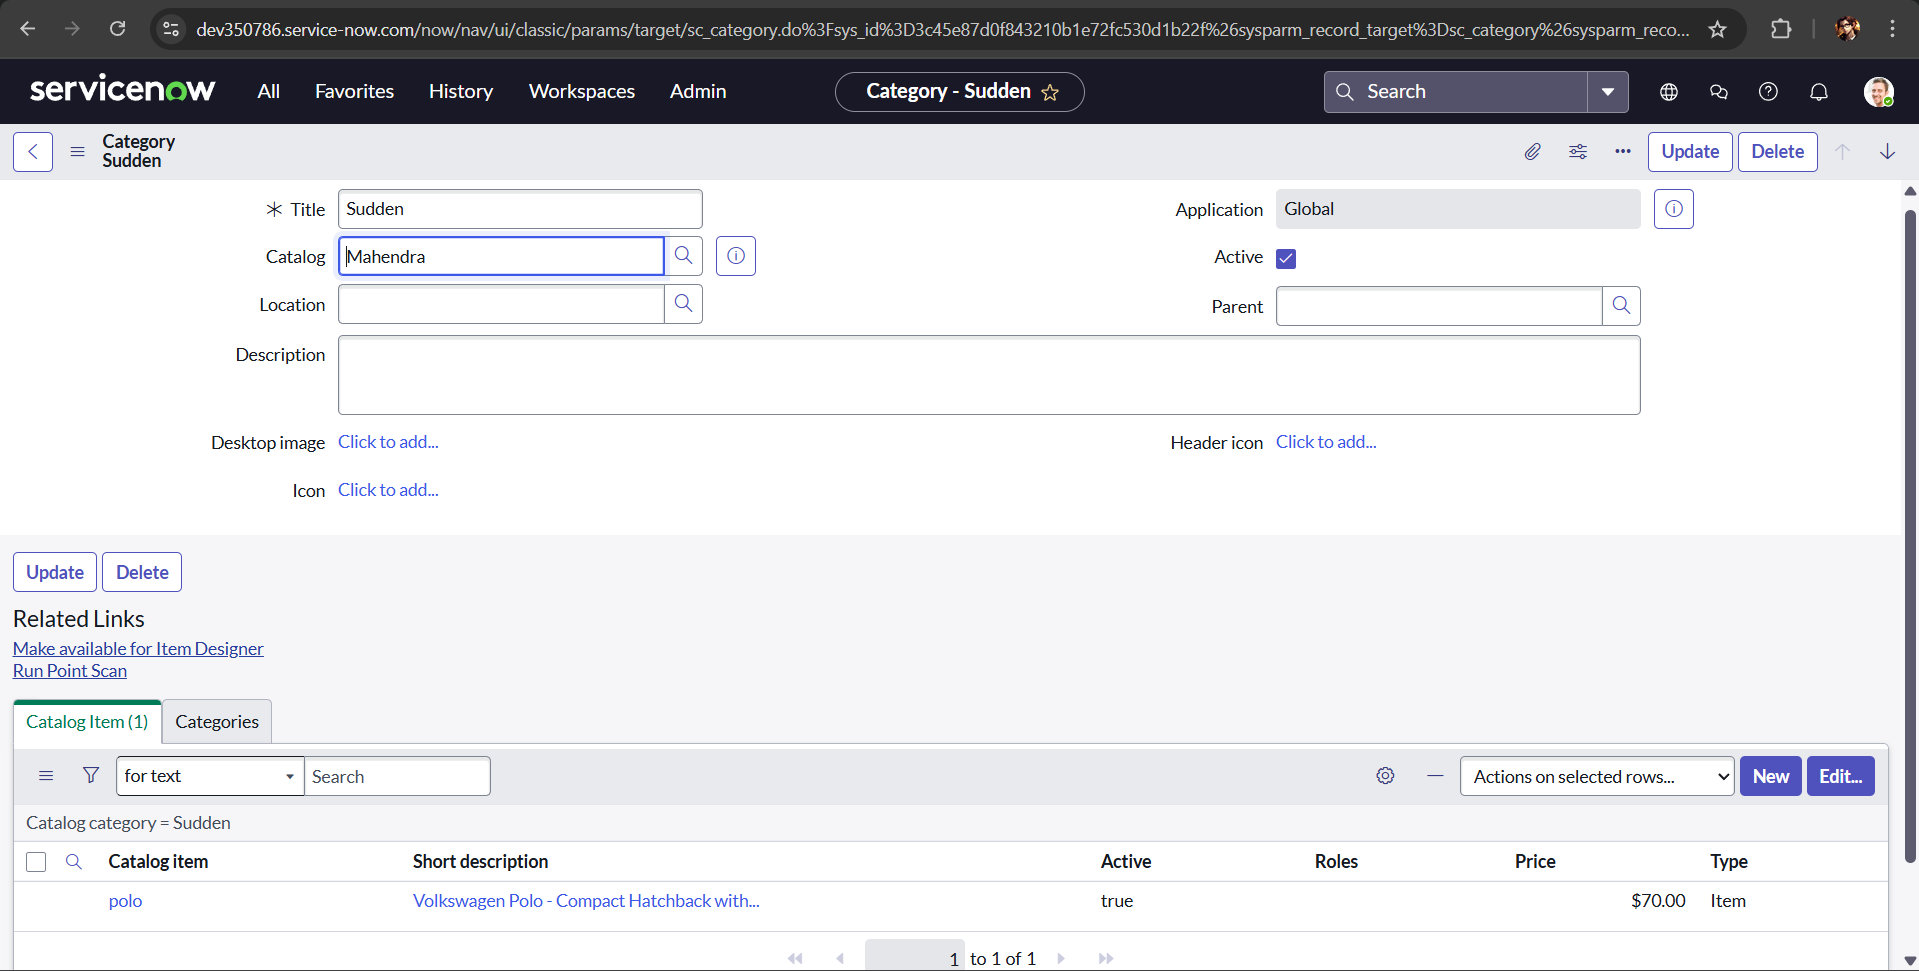 dev350786.service-now.com/now/nav/ui/classic/params/target/sc_category.do%3Fsys_id%3D3c45e87d0f843210b1e72fc530d1b22f%26sysparm_record_target%3Dsc_category%26sysparm_reco...
servicenow All Favorites History Workspaces Admin Category - Sudden Search
Category
Sudden
Update Delete
* Title Sudden Application Global
Catalog Mahendra Active
Location Parent
Description
Desktop image Click to add... Header icon Click to add...
Icon Click to add...
Update Delete
Related Links
Make available for Item Designer
Run Point Scan
Catalog Item (1) Categories
for text Search Actions on selected rows... New Edit...
Catalog category = Sudden
Catalog item Short description Active Roles Price Type
polo Volkswagen Polo - Compact Hatchback with... true $70.00 Item
1 to 1 of 1